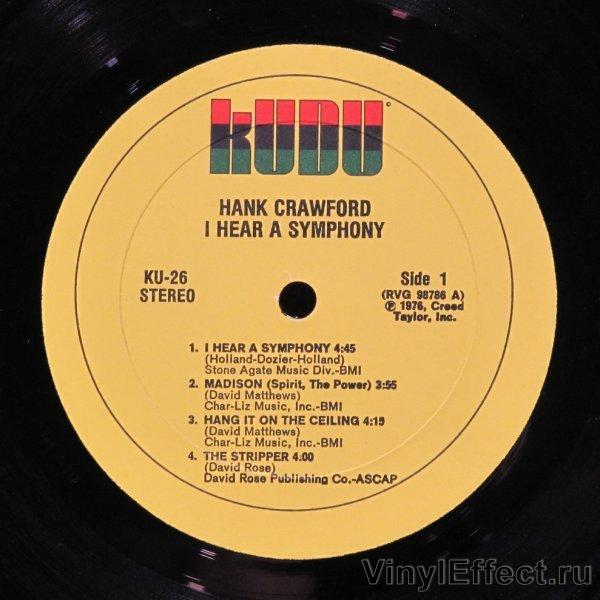 KUDU
HANK CRAWFORD
I HEAR A SYMPHONY
KU-26
STEREO
Side 1
(RVG 98786 A)
℗ 1976, Creed
Taylor, Inc.
1. I HEAR A SYMPHONY 4:45
(Holland-Dozier-Holland)
Stone Agate Music Div.-BMI
2. MADISON (Spirit, The Power) 3:55
(David Matthews)
Char-Liz Music, Inc.-BMI
3. HANG IT ON THE CEILING 4:15
(David Matthews)
Char-Liz Music, Inc.-BMI
4. THE STRIPPER 4:00
(David Rose)
David Rose Publishing Co.-ASCAP
VinylEffect.ru